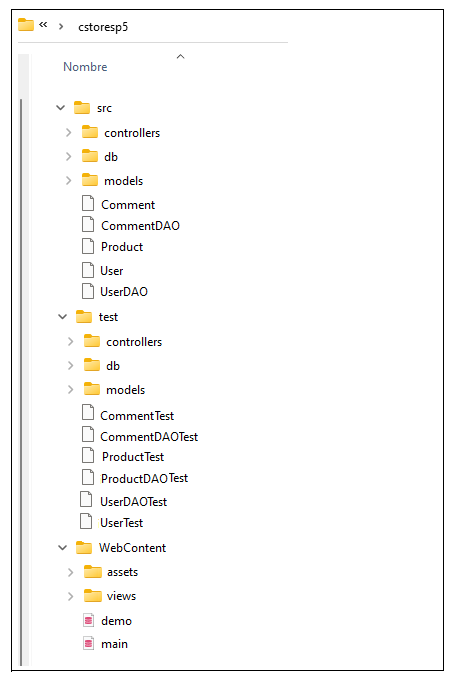 « › cstoresp5
Nombre
src
controllers
db
models
Comment
CommentDAO
Product
User
UserDAO
test
controllers
db
models
CommentTest
CommentDAOTest
ProductTest
ProductDAOTest
UserDAOTest
UserTest
WebContent
assets
views
demo
main